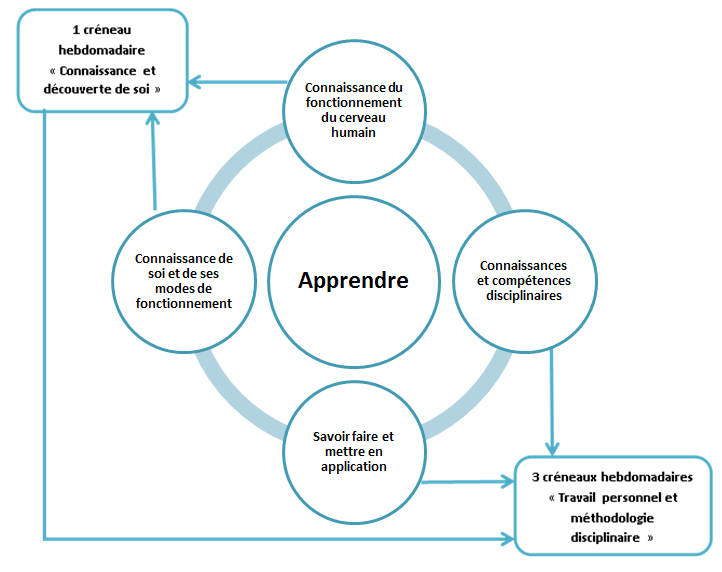 1 créneau
hebdomadaire
« Connaissance et
découverte de soi »
Connaissance du
fonctionnement
du cerveau
humain
Connaissance de
soi et de ses
modes de
fonctionnement
Apprendre
Connaissances
et compétences
disciplinaires
Savoir faire et
mettre en
application
3 créneaux hebdomadaires
« Travail personnel et
méthodologie
disciplinaire »